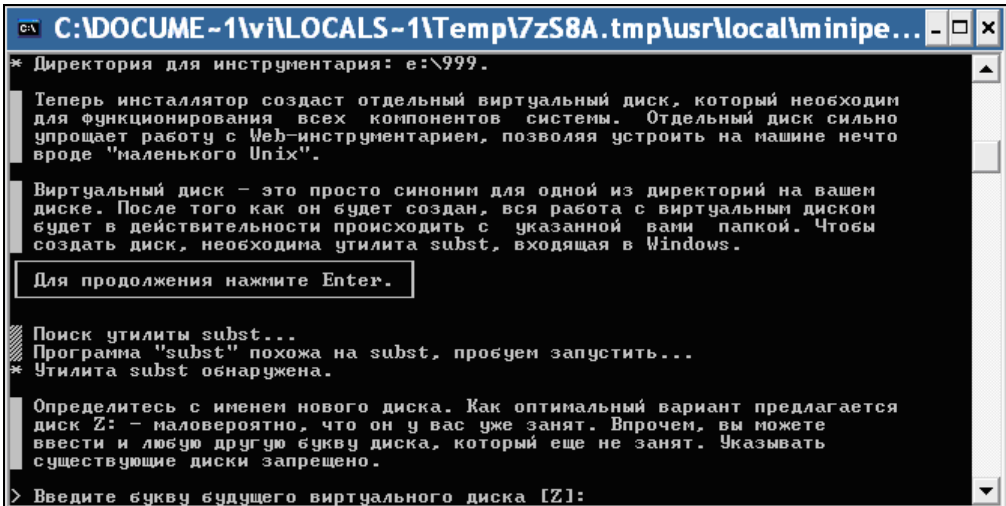 C:\DOCUME~1\vi\LOCALS~1\Temp\7zS8A.tmp\usr\local\minipe...
* Директория для инструментария: e:\999.
Теперь инсталлятор создаст отдельный виртуальный диск, который необходим
для функционирования всех компонентов системы. Отдельный диск сильно
упрощает работу с Web-инструментарием, позволяя устроить на машине нечто
вроде "маленького Unix".
Виртуальный диск - это просто синоним для одной из директорий на вашем
диске. После того как он будет создан, вся работа с виртуальным диском
будет в действительности происходить с указанной вами папкой. Чтобы
создать диск, необходима утилита subst, входящая в Windows.
Для продолжения нажмите Enter.
Поиск утилиты subst...
Программа "subst" похожа на subst, пробуем запустить...
* Утилита subst обнаружена.
Определитесь с именем нового диска. Как оптимальный вариант предлагается
диск Z: - маловероятно, что он у вас уже занят. Впрочем, вы можете
ввести и любую другую букву диска, который еще не занят. Указывать
существующие диски запрещено.
> Введите букву будущего виртуального диска [Z]: